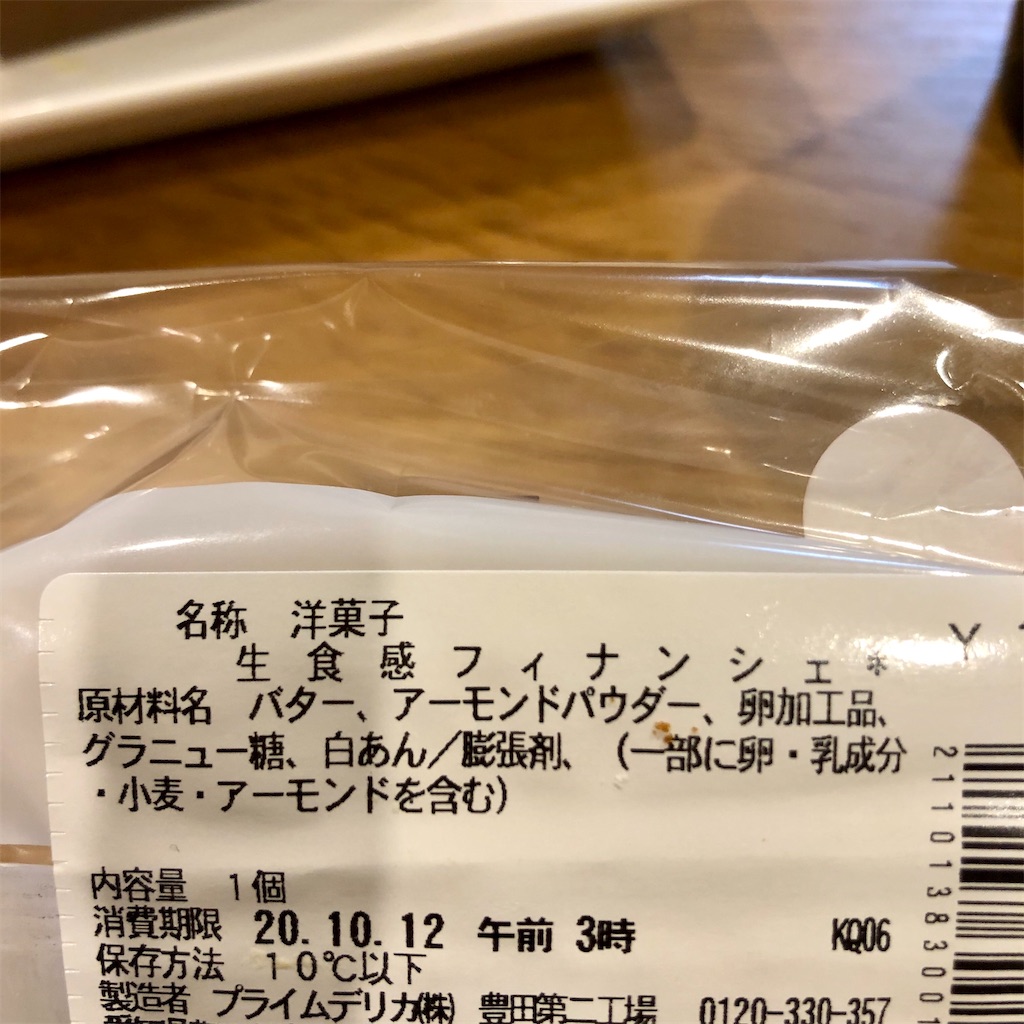 名称 洋菓子
生食感フィナンシェ*
原材料名 バター、アーモンドパウダー、卵加工品、
グラニュー糖、白あん/膨張剤、(一部に卵・乳成分
・小麦・アーモンドを含む)
内容量 1個
消費期限 20.10.12 午前 3時 KQ06
保存方法 10℃以下
製造者 プライムデリカ(株) 豊田第二工場 0120-330-357
Y
2110138300